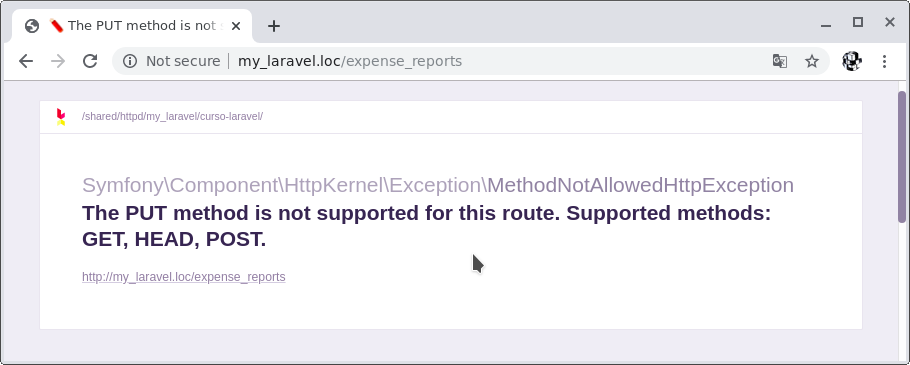 The PUT method is not
Not secure
my_laravel.loc/expense_reports
/shared/httpd/my_laravel/curso-laravel/
Symfony\Component\HttpKernel\Exception\MethodNotAllowedHttpException
The PUT method is not supported for this route. Supported methods:
GET, HEAD, POST.
http://my_laravel.loc/expense_reports